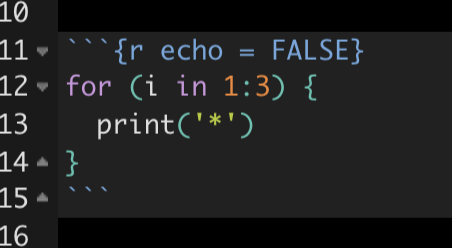 10
11 ```{r echo = FALSE}
12 for (i in 1:3) {
13   print('*')
14 }
15 ```
16